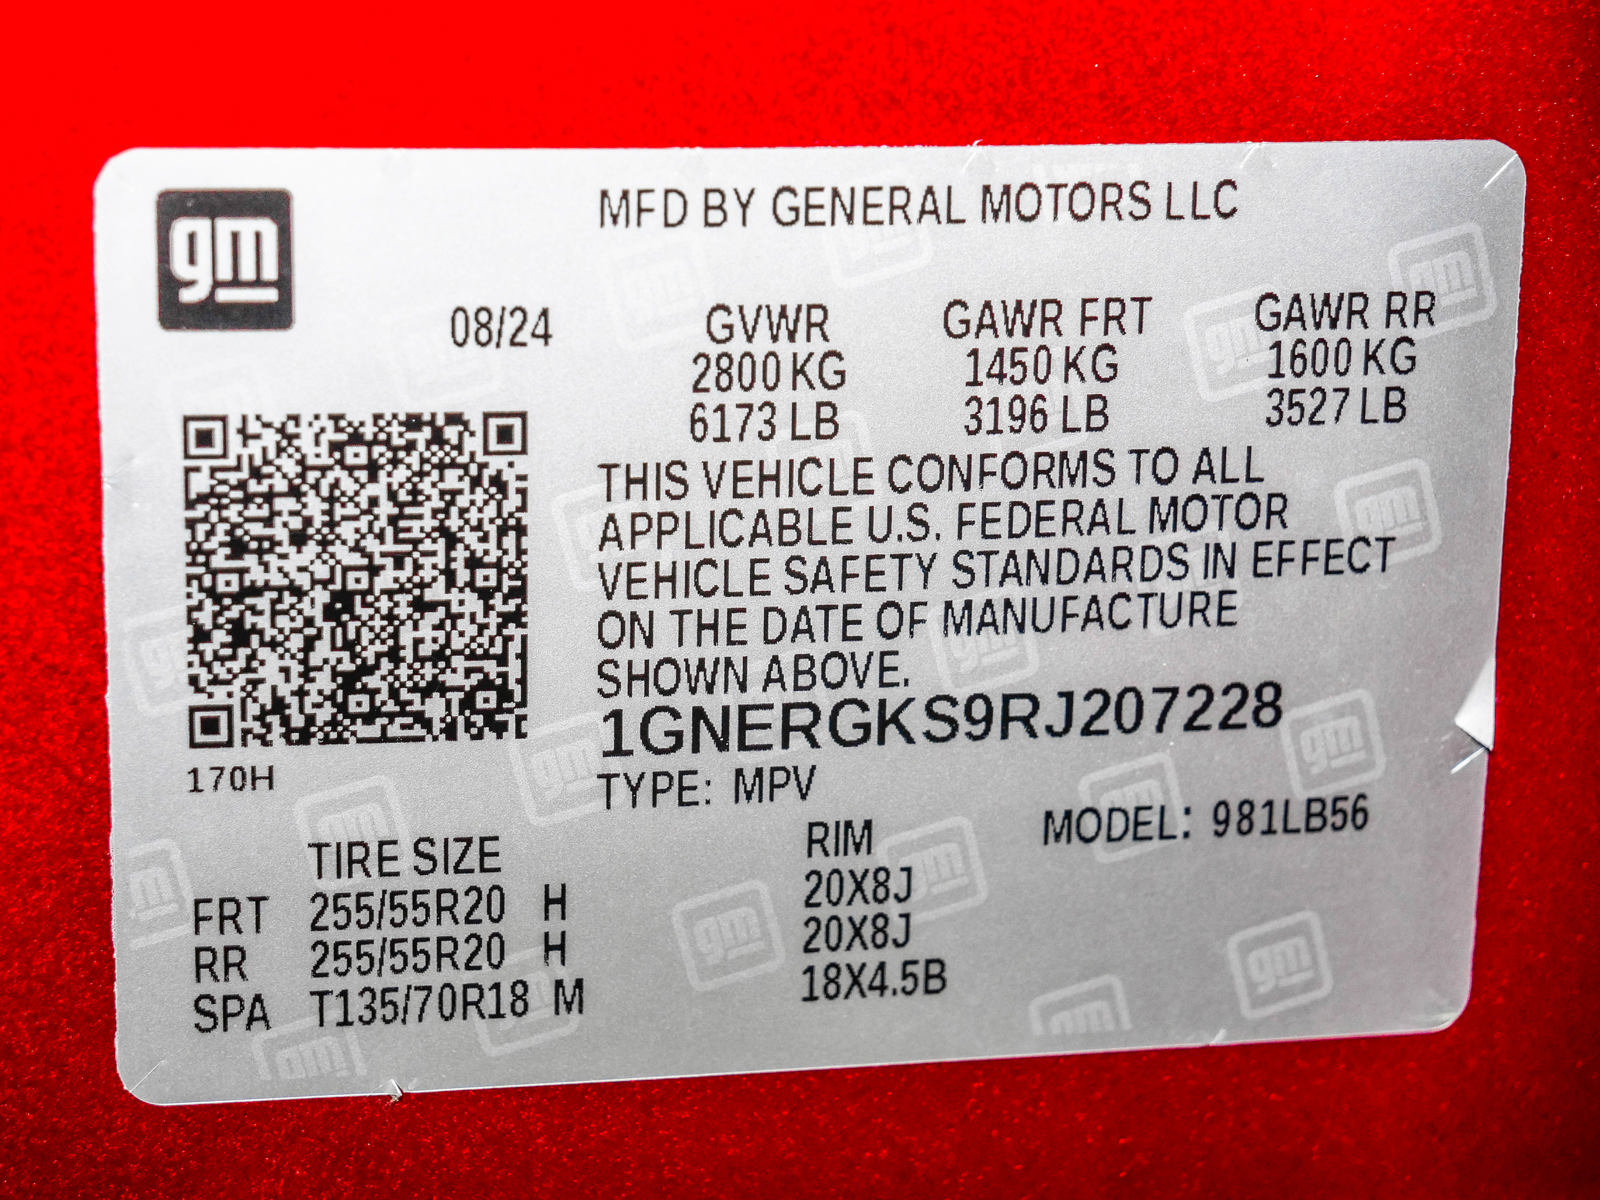 gm
MFD BY GENERAL MOTORS LLC
08/24 GVWR GAWR FRT GAWR RR
2800 KG 1450 KG 1600 KG
6173 LB 3196 LB 3527 LB
THIS VEHICLE CONFORMS TO ALL
APPLICABLE U.S. FEDERAL MOTOR
VEHICLE SAFETY STANDARDS IN EFFECT
ON THE DATE OF MANUFACTURE
SHOWN ABOVE.
1GNERGKS9RJ207228
170H
TYPE: MPV
MODEL: 981LB56
TIRE SIZE RIM
FRT 255/55R20 H 20X8J
RR 255/55R20 H 20X8J
SPA T135/70R18 M 18X4.5B